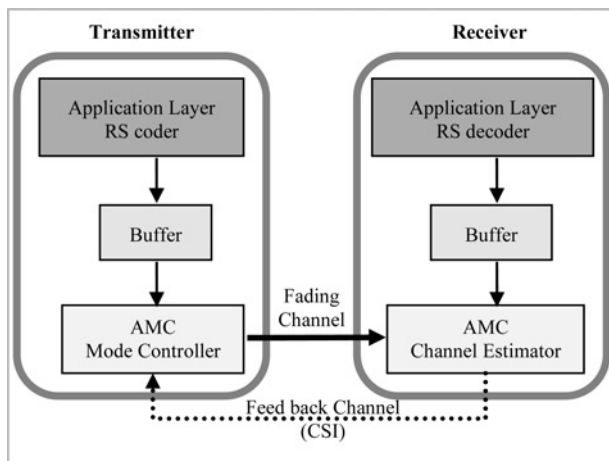 Transmitter
Receiver
Application Layer
RS coder
Application Layer
RS decoder
Buffer
Buffer
Fading
Channel
AMC
Mode Controller
AMC
Channel Estimator
Feed back Channel
(CSI)